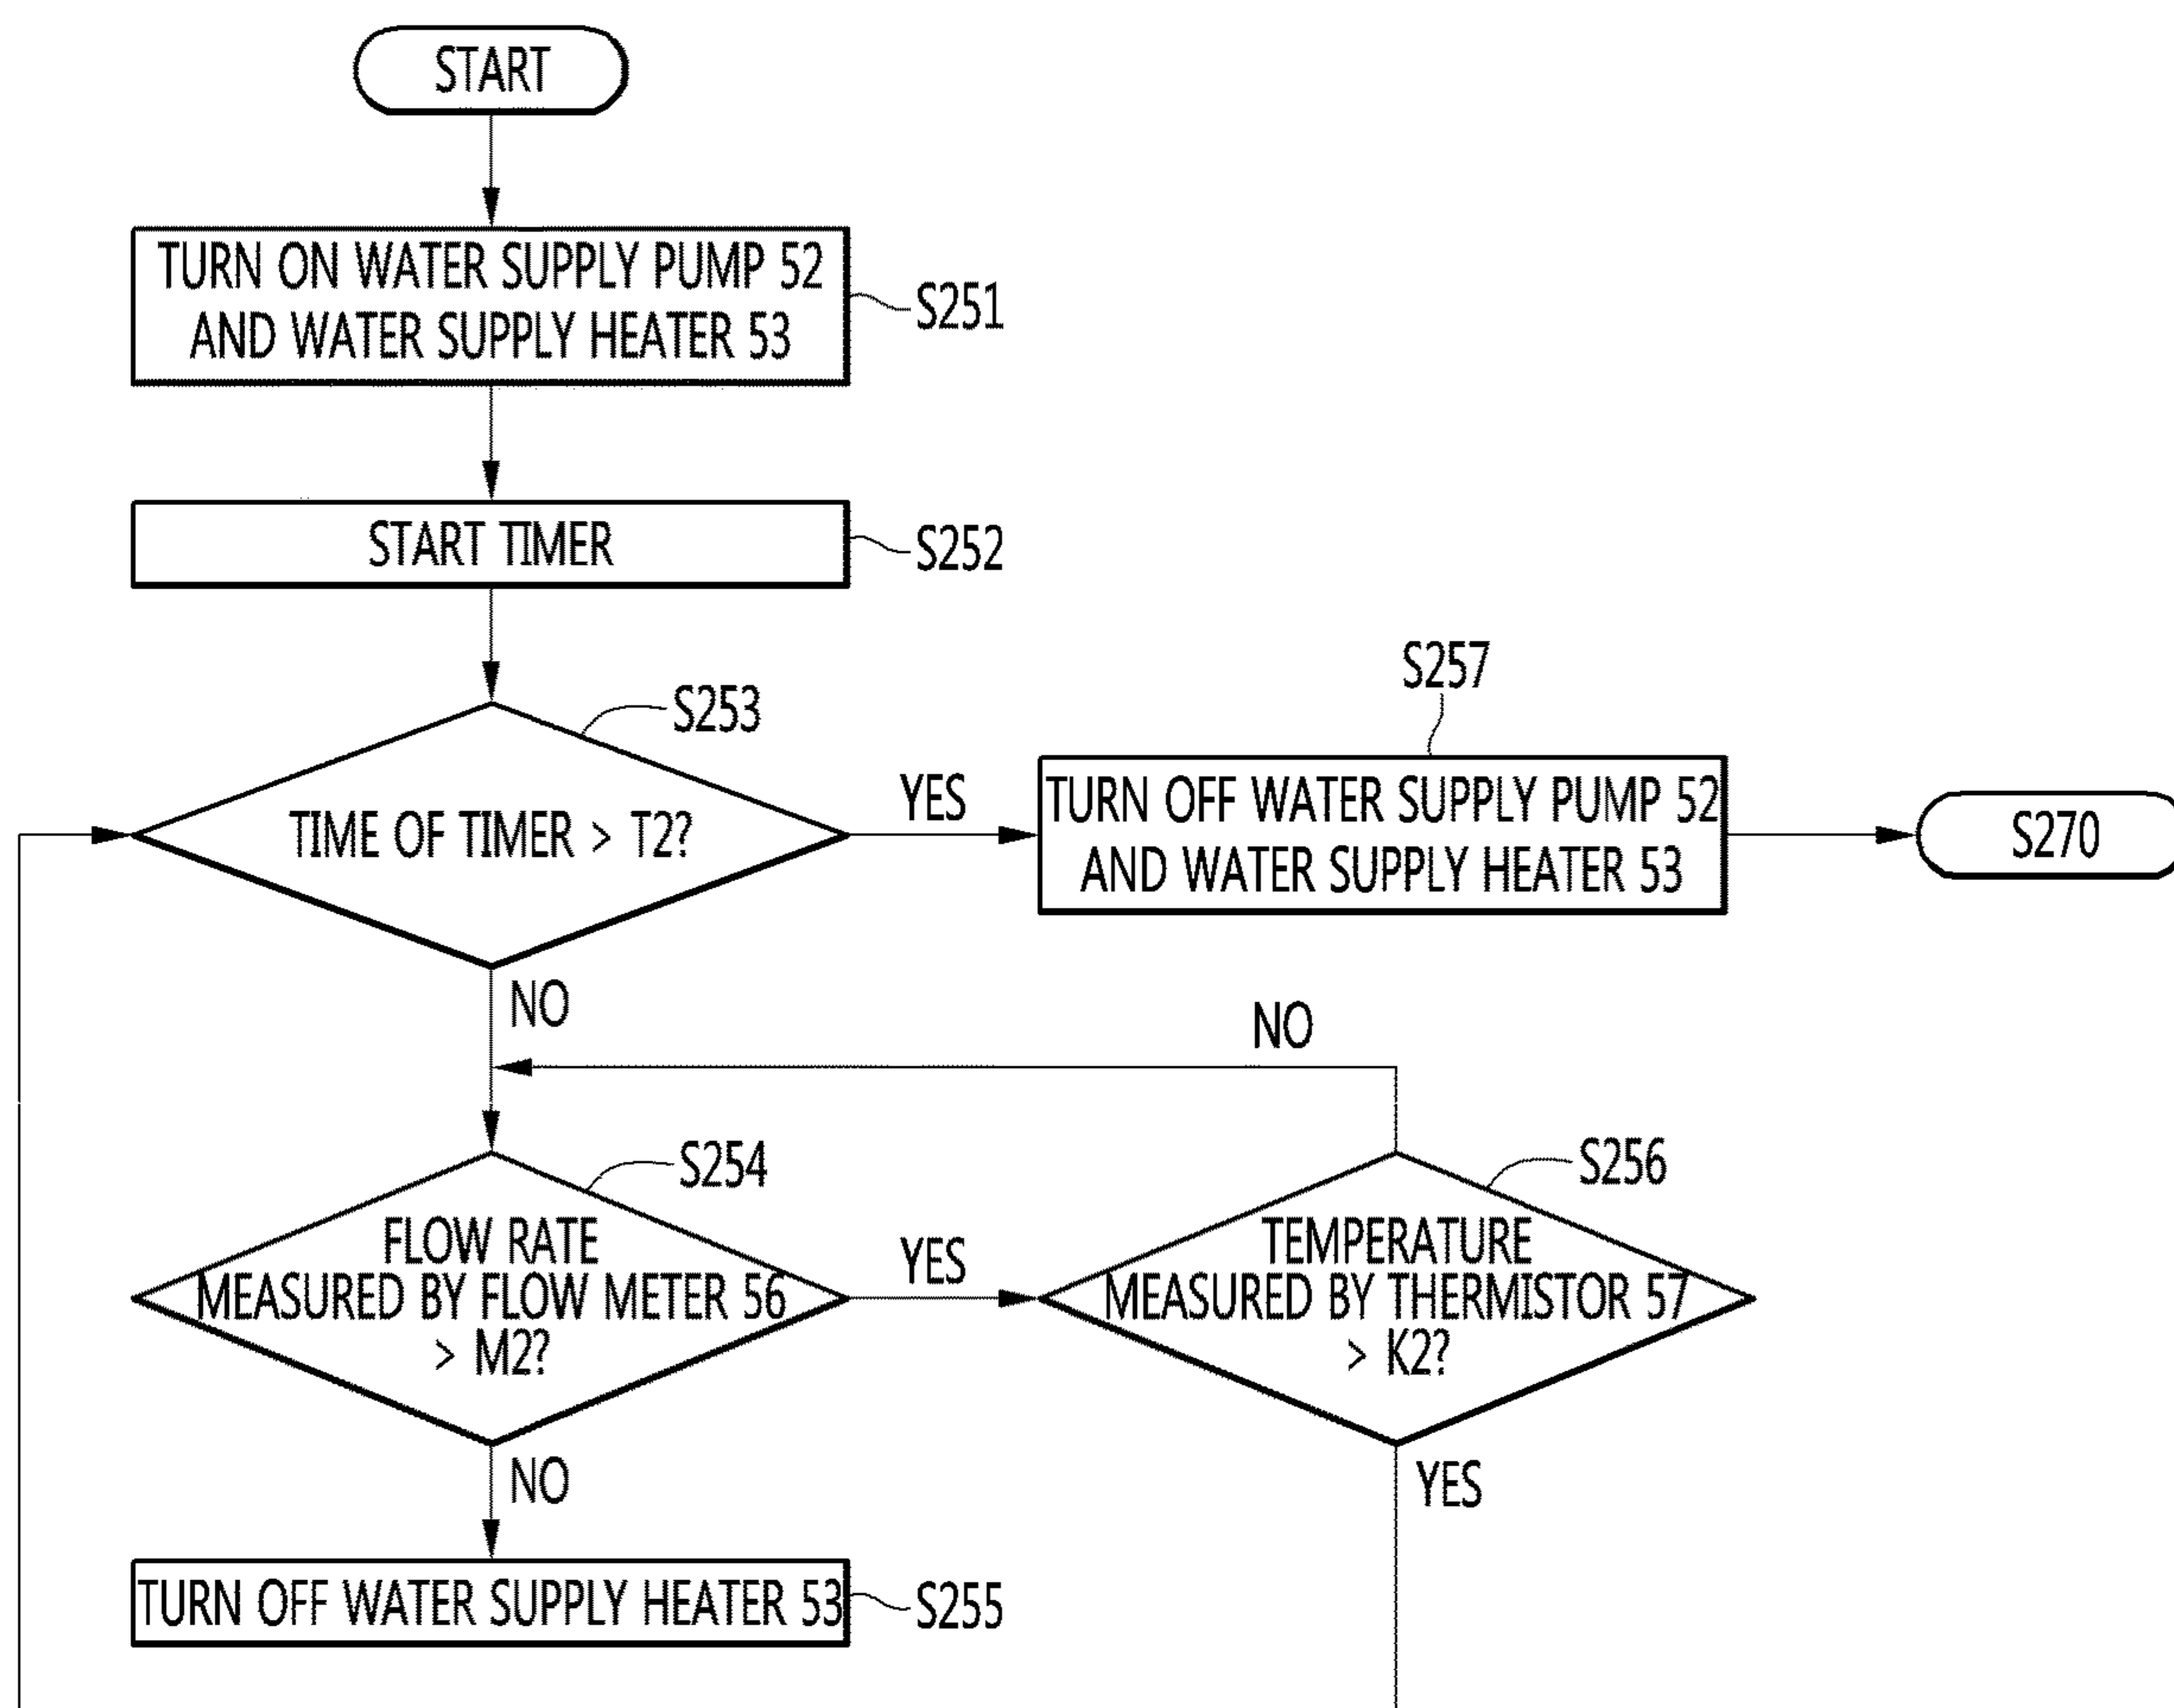 START
TURN ON WATER SUPPLY PUMP 52
AND WATER SUPPLY HEATER 53
S251
START TIMER
S252
S253
TIME OF TIMER > T2?
YES
S257
TURN OFF WATER SUPPLY PUMP 52
AND WATER SUPPLY HEATER 53
S270
NO
NO
S254
FLOW RATE
MEASURED BY FLOW METER 56
> M2?
YES
S256
TEMPERATURE
MEASURED BY THERMISTOR 57
> K2?
NO
YES
TURN OFF WATER SUPPLY HEATER 53
S255